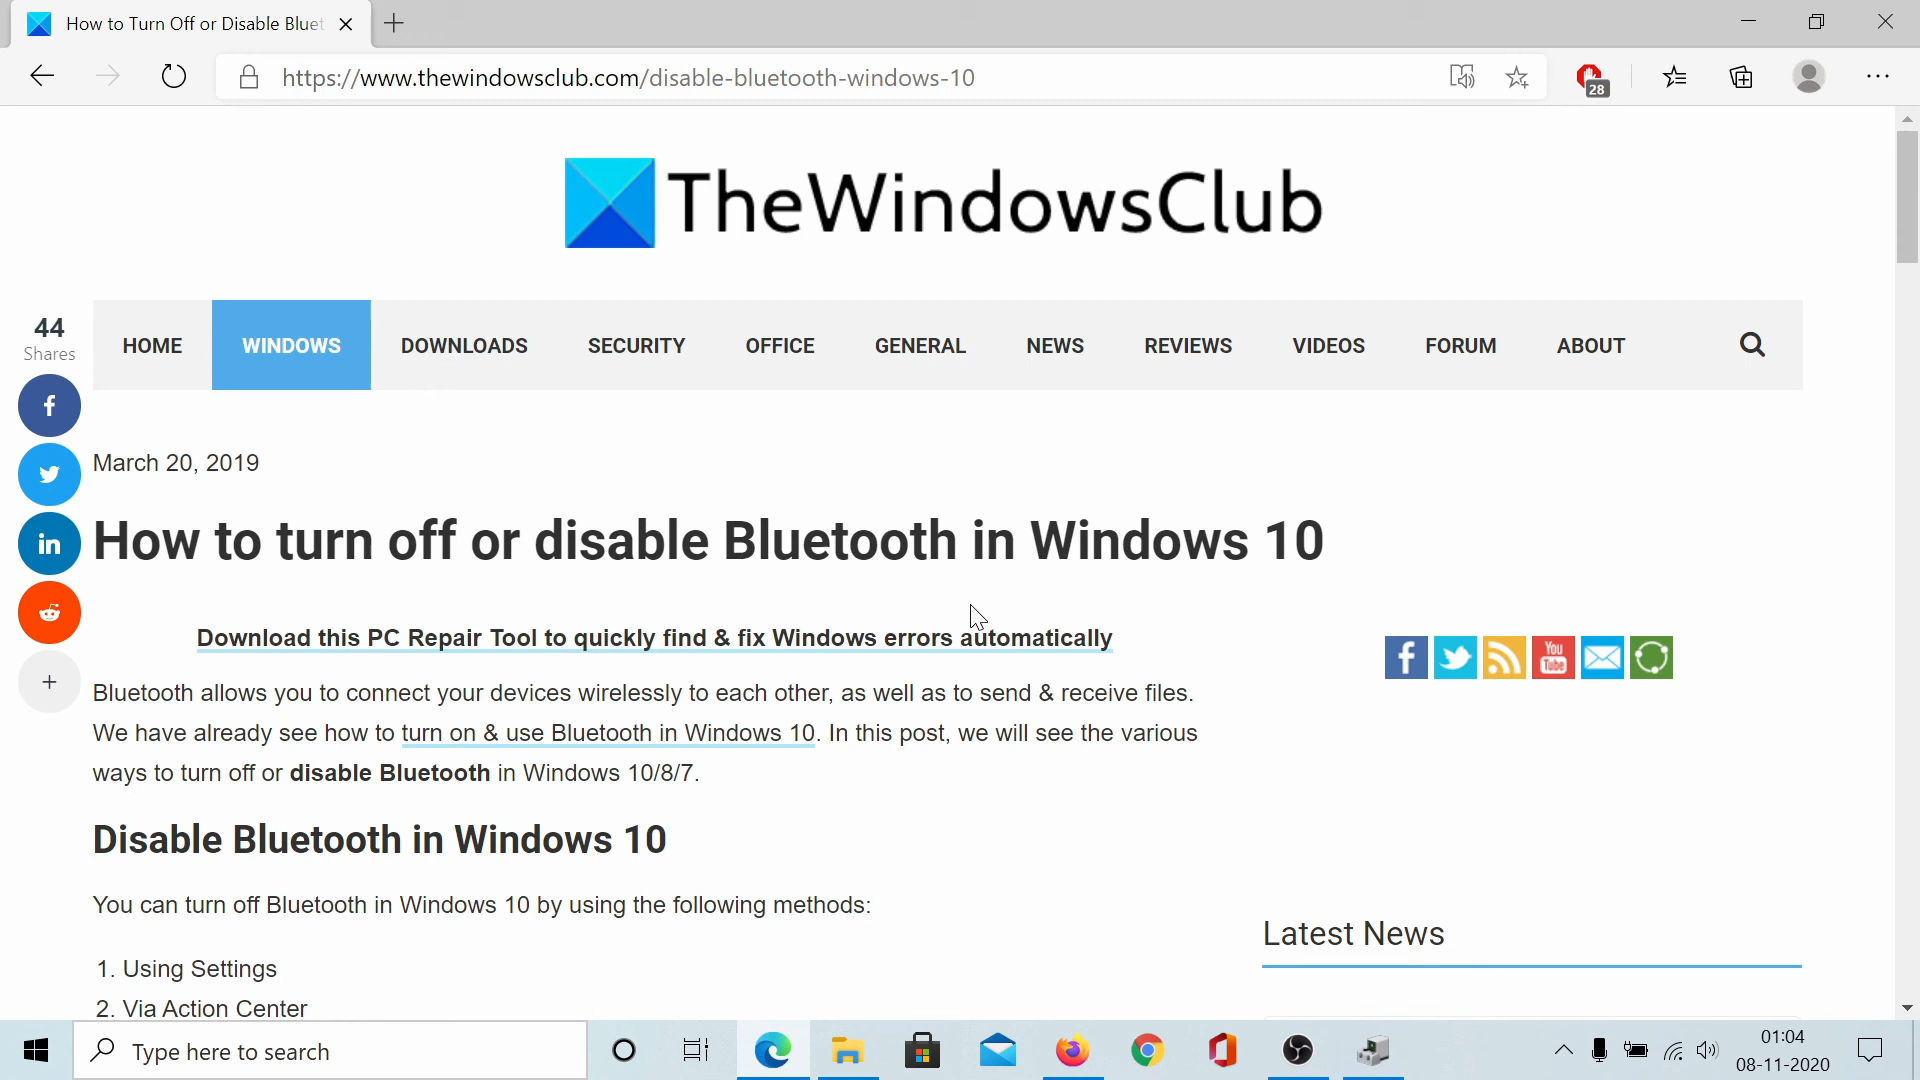 How to Turn Off or Disable Bluet
https://www.thewindowsclub.com/disable-bluetooth-windows-10
28
TheWindowsClub
HOME WINDOWS DOWNLOADS SECURITY OFFICE GENERAL NEWS REVIEWS VIDEOS FORUM ABOUT
44
Shares
March 20, 2019
How to turn off or disable Bluetooth in Windows 10
Download this PC Repair Tool to quickly find & fix Windows errors automatically
Bluetooth allows you to connect your devices wirelessly to each other, as well as to send & receive files.
We have already see how to turn on & use Bluetooth in Windows 10. In this post, we will see the various
ways to turn off or disable Bluetooth in Windows 10/8/7.
You
Tube
Disable Bluetooth in Windows 10
You can turn off Bluetooth in Windows 10 by using the following methods:
1. Using Settings
2. Via Action Center
Latest News
Type here to search
01:04
08-11-2020